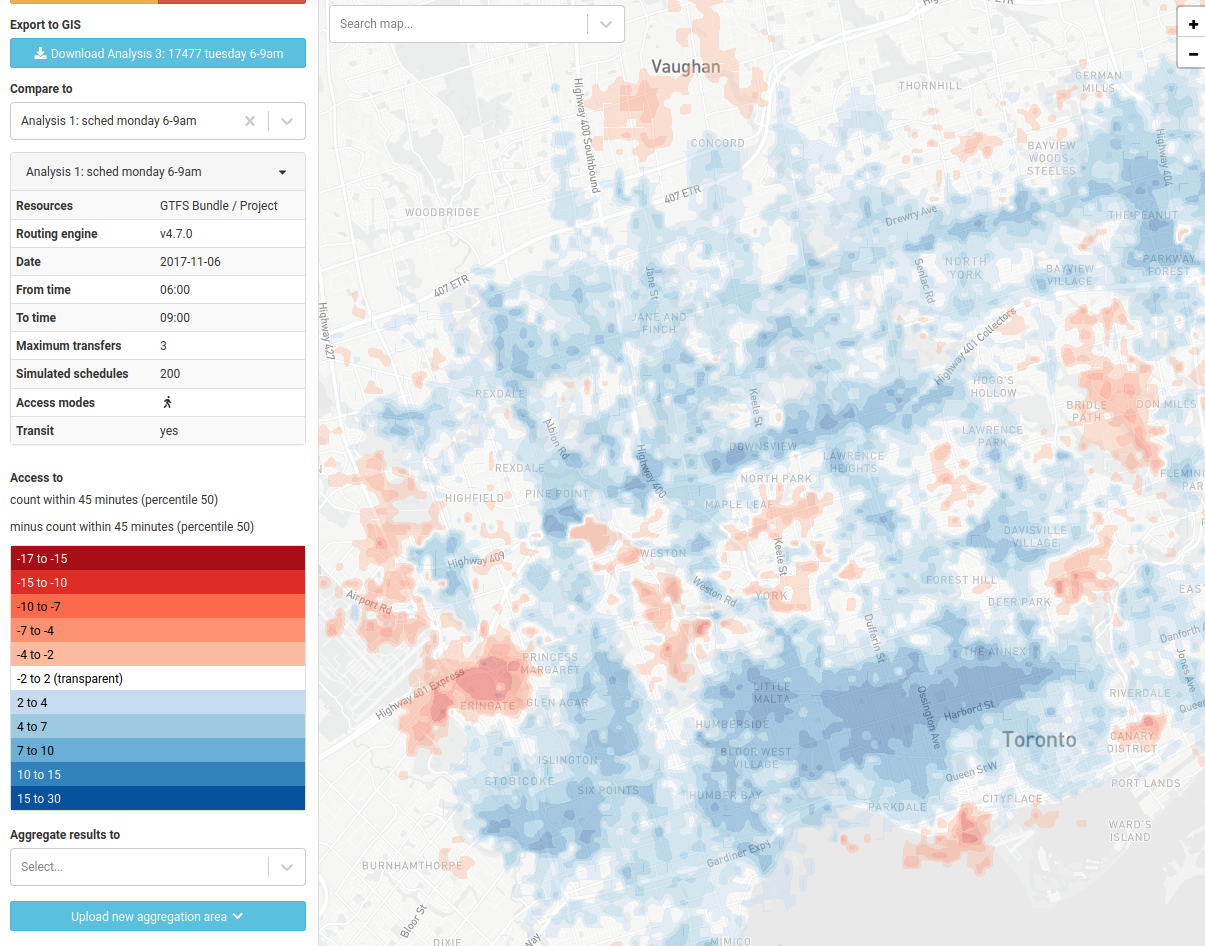 Export to GIS
Download Analysis 3: 17477 tuesday 6-9am
Compare to
Analysis 1: sched monday 6-9am
Analysis 1: sched monday 6-9am
Resources GTFS Bundle / Project
Routing engine v4.7.0
Date 2017-11-06
From time 06:00
To time 09:00
Maximum transfers 3
Simulated schedules 200
Access modes
Transit yes
Access to
count within 45 minutes (percentile 50)
minus count within 45 minutes (percentile 50)
-17 to -15
-15 to -10
-10 to -7
-7 to -4
-4 to -2
-2 to 2 (transparent)
2 to 4
4 to 7
7 to 10
10 to 15
15 to 30
Aggregate results to
Select...
Upload new aggregation area
Search map...
+
−
Vaughan
THORNHILL
GERMAN
MILLS
Highway 400 Southbound
CONCORD
BAYVIEW
WOODS-
STEELES
Highway 404
407 ETR
WOODBRIDGE
Drewry Ave
THE PEANUT
NORTH
YORK
Senlac Rd
BAYVIEW
VILLAGE
PARKWAY
FOREST
407 ETR
Jane St
JANE AND
FINCH
Highway 427
Highway 401 Collectors
REXDALE
HOGG'S
HOLLOW
Keele St
BRIDLE
PATH
DON MILLS
Albion Rd
LAWRENCE
PARK
DOWNSVIEW
LAWRENCE
HEIGHTS
REXDALE
Highway 400
NORTH PARK
HIGHFIELD
PINE POINT
MAPLE LEAF
DAVISVILLE
VILLAGE
Highway 409
WESTON
Keele St
FOREST HILL
Airport Rd
Weston Rd
YORK
DEER PARK
Dufferin St
Danforth
Jones Ave
PRINCESS
MARGARET
THE ANNEX
Highway 401 Express
ERINGATE
GLEN AGAR
LITTLE
MALTA
Ossington Ave
Harbord St
RIVERDALE
HUMBERSIDE
Toronto
CANARY
DISTRICT
BLOOR WEST
VILLAGE
ISLINGTON
ETOBICOKE
SIX POINTS
Queen St W
PORT LANDS
HUMBER BAY
PARKDALE
CITYPLACE
WARD'S
ISLAND
Gardiner Expy
BURNHAMTHORPE
Bloor St
DIXIE
MIMICO